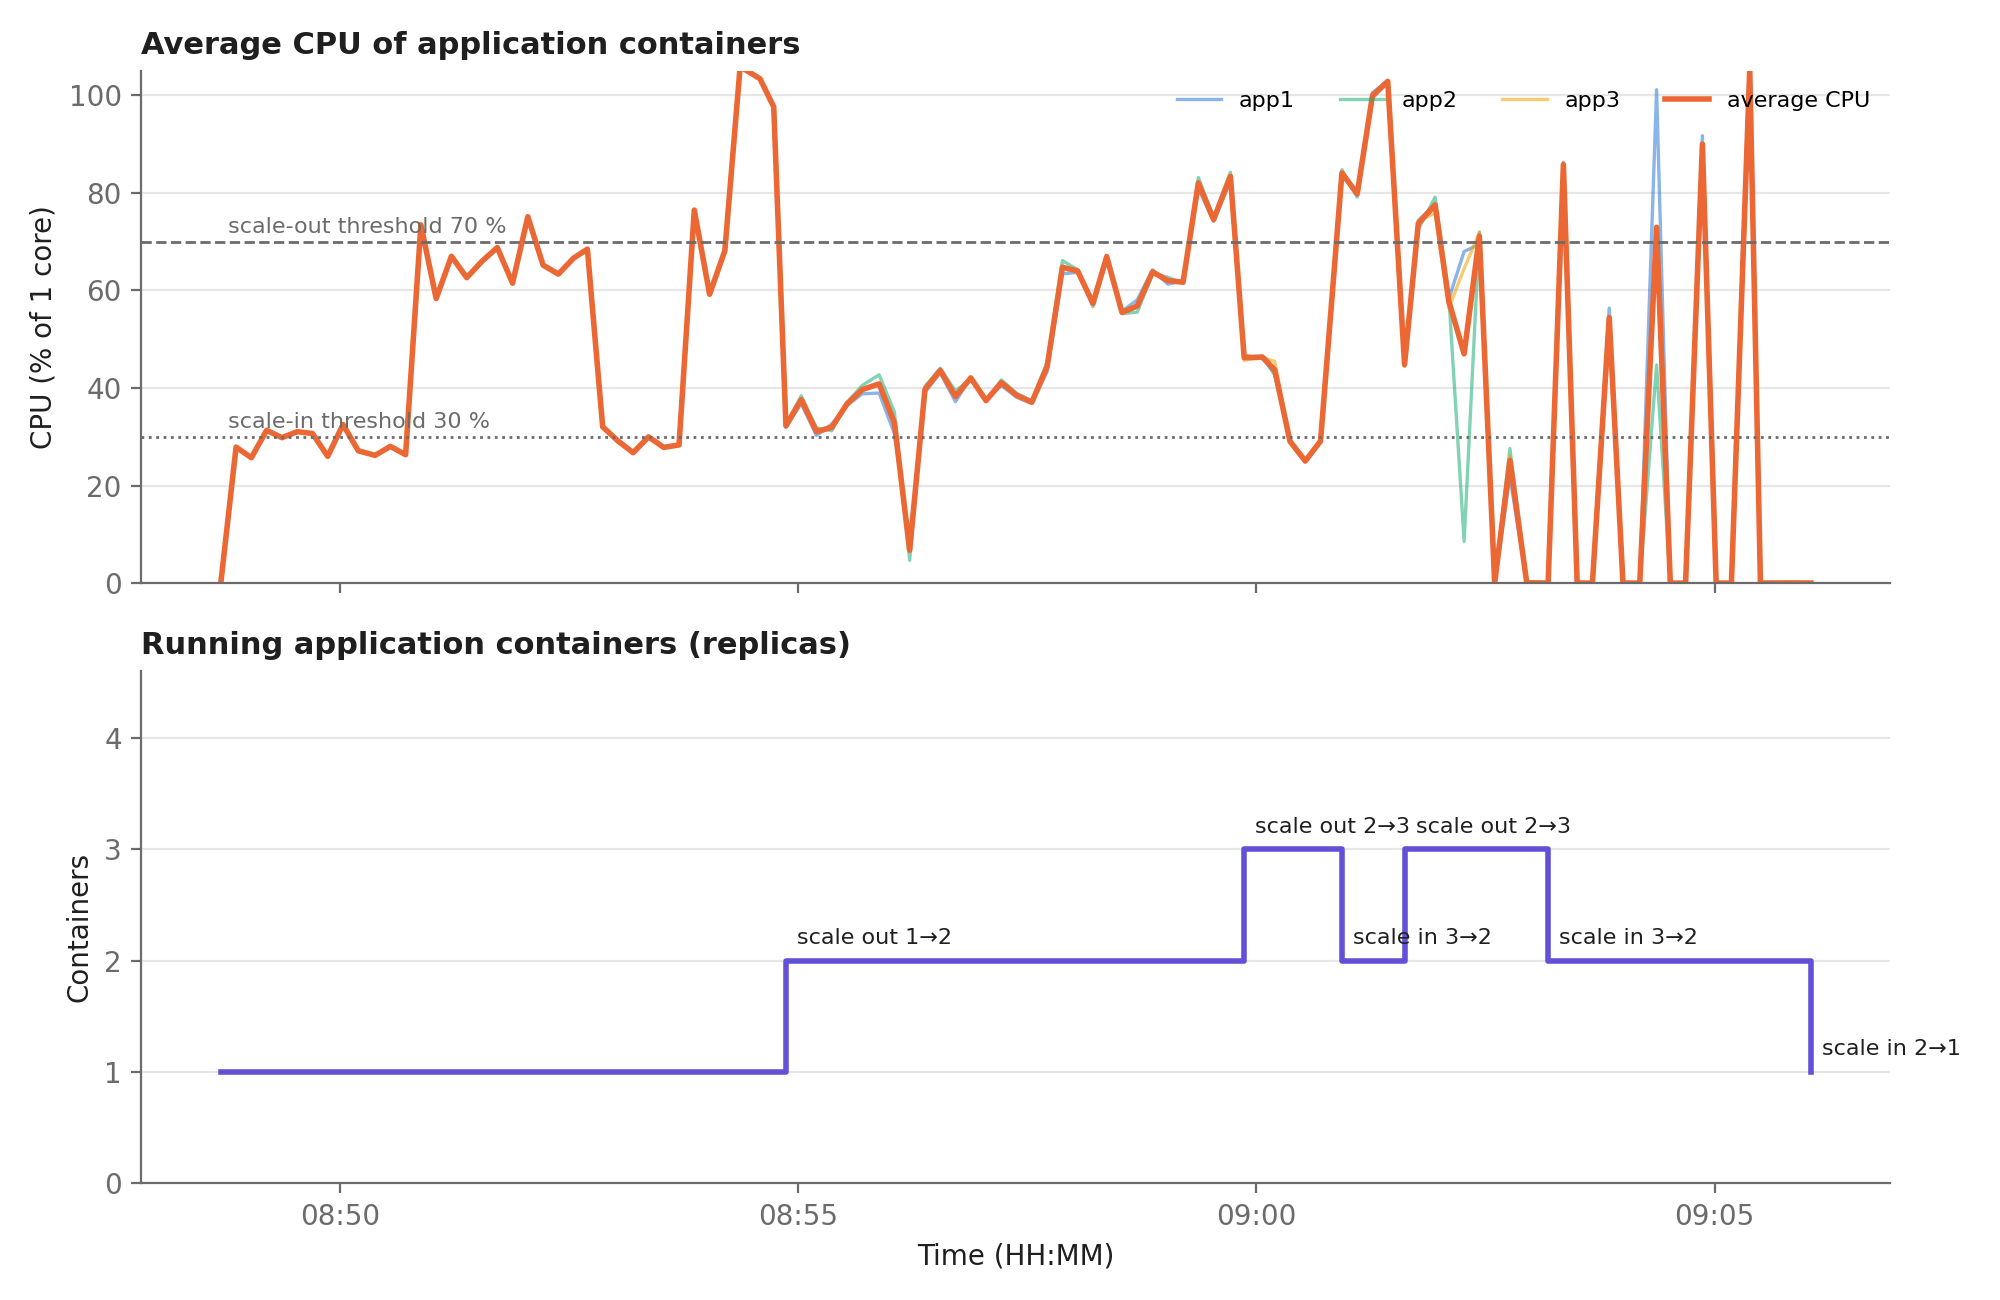 Average CPU of application containers
100
80
60
40
20
0
CPU (% of 1 core)
app1 app2 app3 average CPU
scale-out threshold 70 %
scale-in threshold 30 %
Running application containers (replicas)
4
3
2
1
0
Containers
scale out 2→3 scale out 2→3
scale out 1→2 scale in 3→2 scale in 3→2
scale in 2→1
08:50 08:55 09:00 09:05
Time (HH:MM)